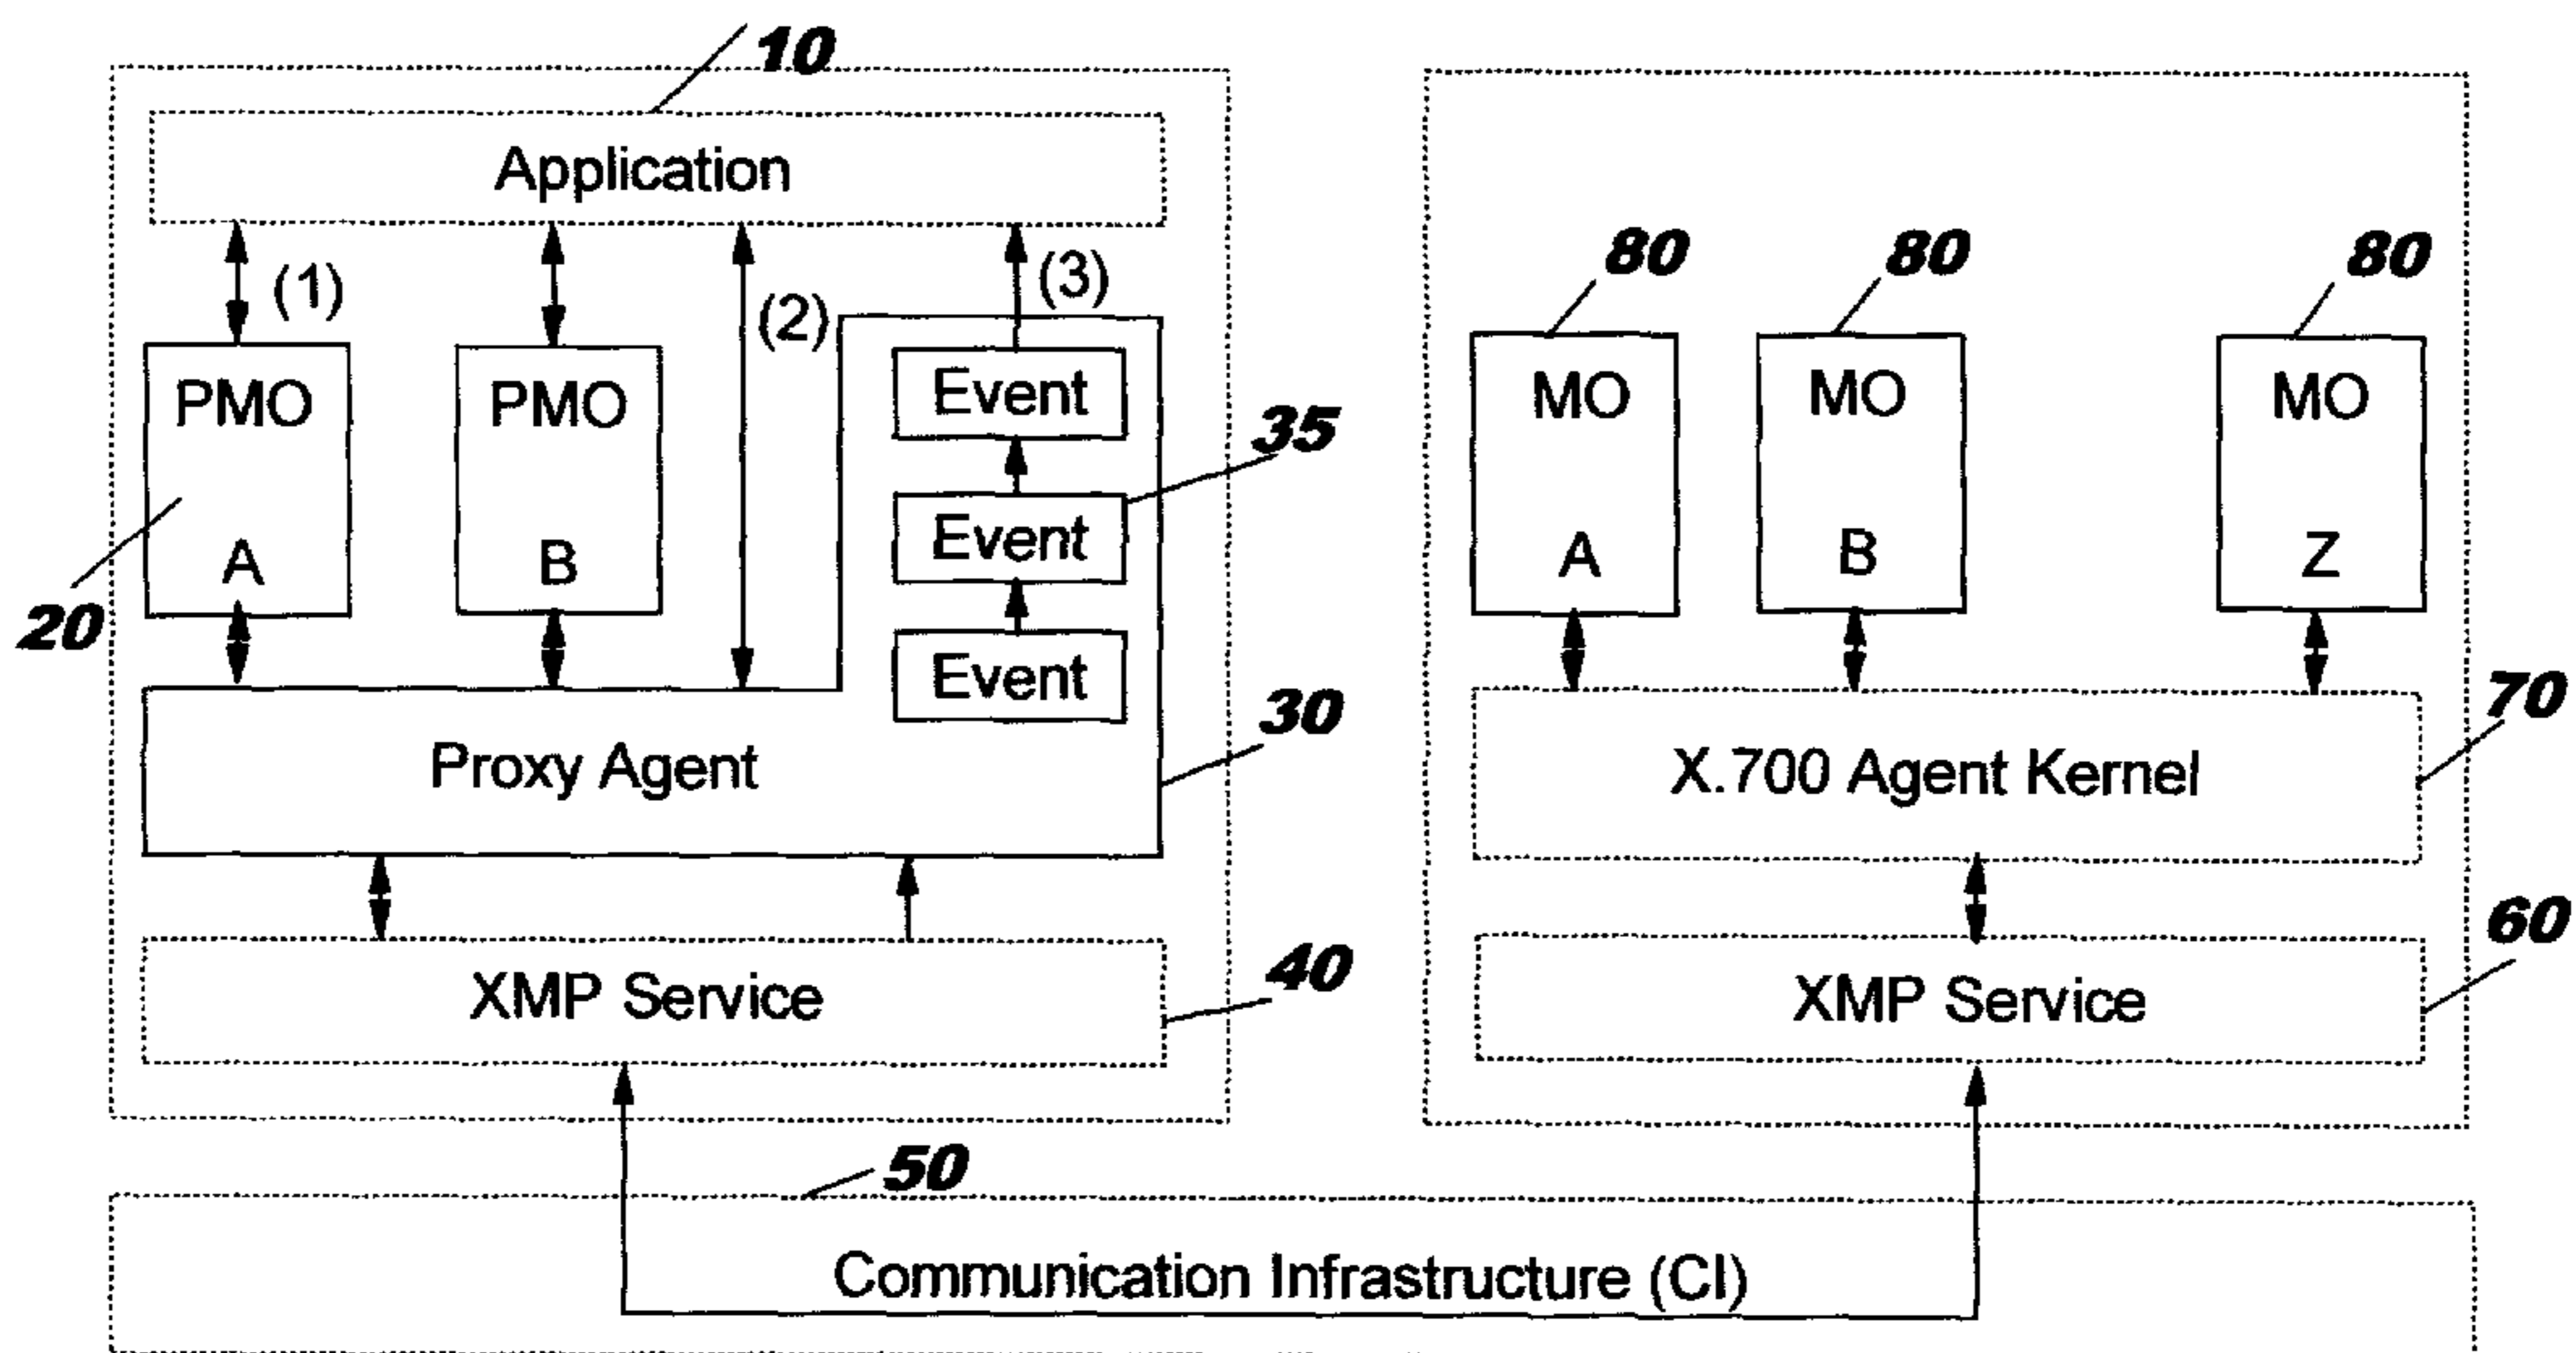 10
Application
(1)
(2)
(3)
80
80
80
PMO
A
PMO
B
20
Event
Event
Event
35
30
Proxy Agent
MO
A
MO
B
MO
Z
70
X.700 Agent Kernel
XMP Service
40
XMP Service
60
50
Communication Infrastructure (CI)